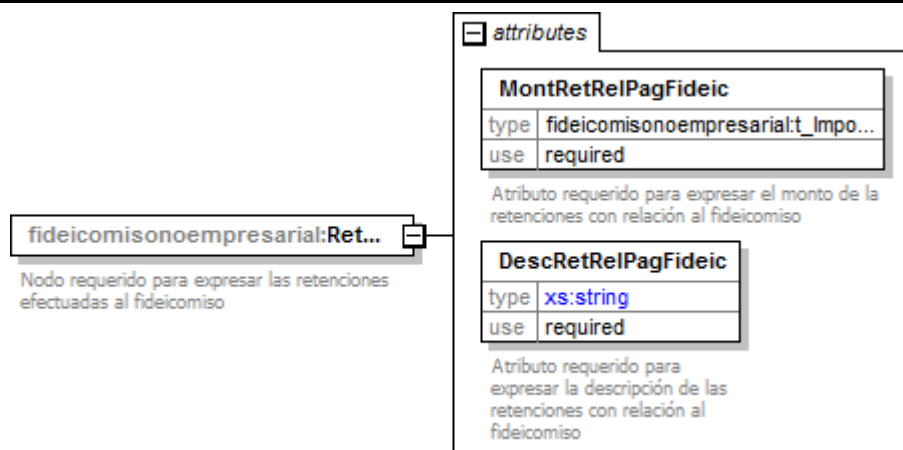 attributes
MontRetRelPagFideic
type fideicomisonoempresarial:t_Impo...
use required
Atributo requerido para expresar el monto de la
retenciones con relación al fideicomiso
fideicomisonoempresarial:Ret...
Nodo requerido para expresar las retenciones
efectuadas al fideicomiso
DescRetRelPagFideic
type xs:string
use required
Atributo requerido para
expresar la descripción de las
retenciones con relación al
fideicomiso